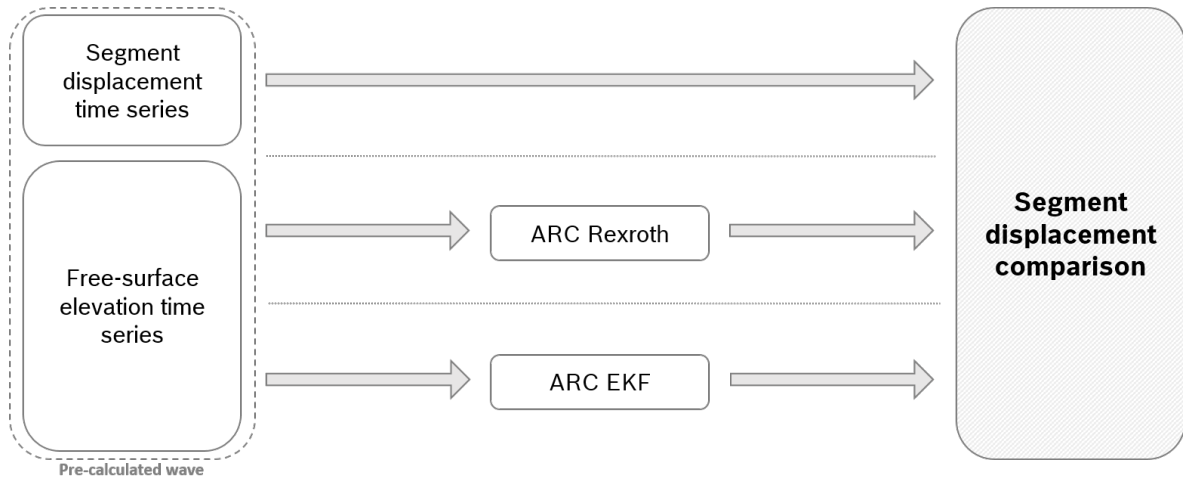 Segment
displacement
time series
Free-surface
elevation time
series
Pre-calculated wave
ARC Rexroth
ARC EKF
Segment
displacement
comparison